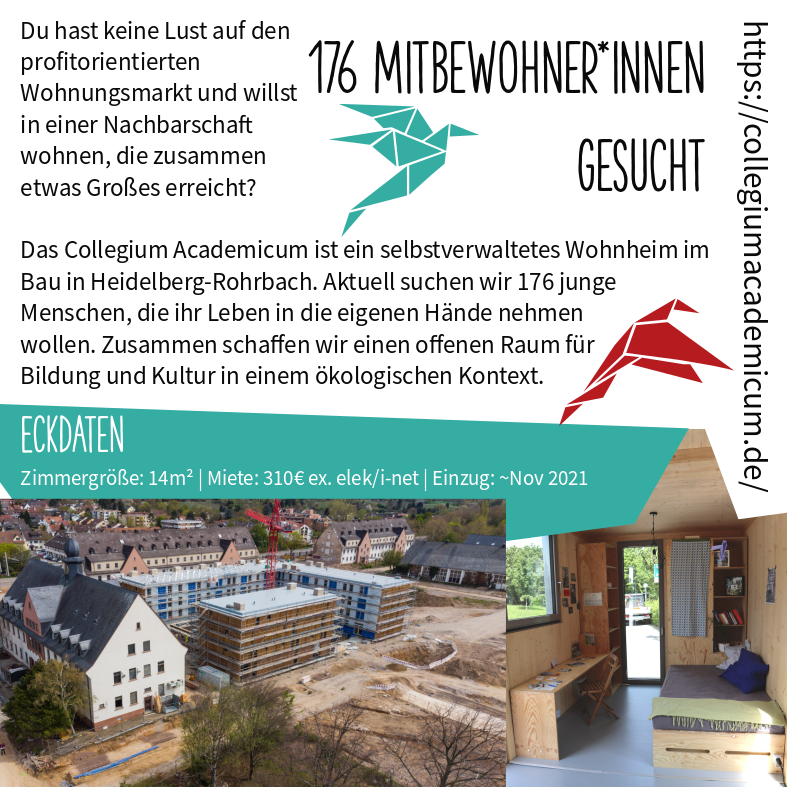 Du hast keine Lust auf den
profitorientierten
Wohnungsmarkt und willst
in einer Nachbarschaft
wohnen, die zusammen
etwas Großes erreicht?
176 MITBEWOHNER*INNEN
GESUCHT
Das Collegium Academicum ist ein selbstverwaltetes Wohnheim im
Bau in Heidelberg-Rohrbach. Aktuell suchen wir 176 junge
Menschen, die ihr Leben in die eigenen Hände nehmen
wollen. Zusammen schaffen wir einen offenen Raum für
Bildung und Kultur in einem ökologischen Kontext.
https://collegiumacademicum.de/
ECKDATEN
Zimmergröße: 14m² | Miete: 310€ ex. elek/i-net | Einzug: ~Nov 2021